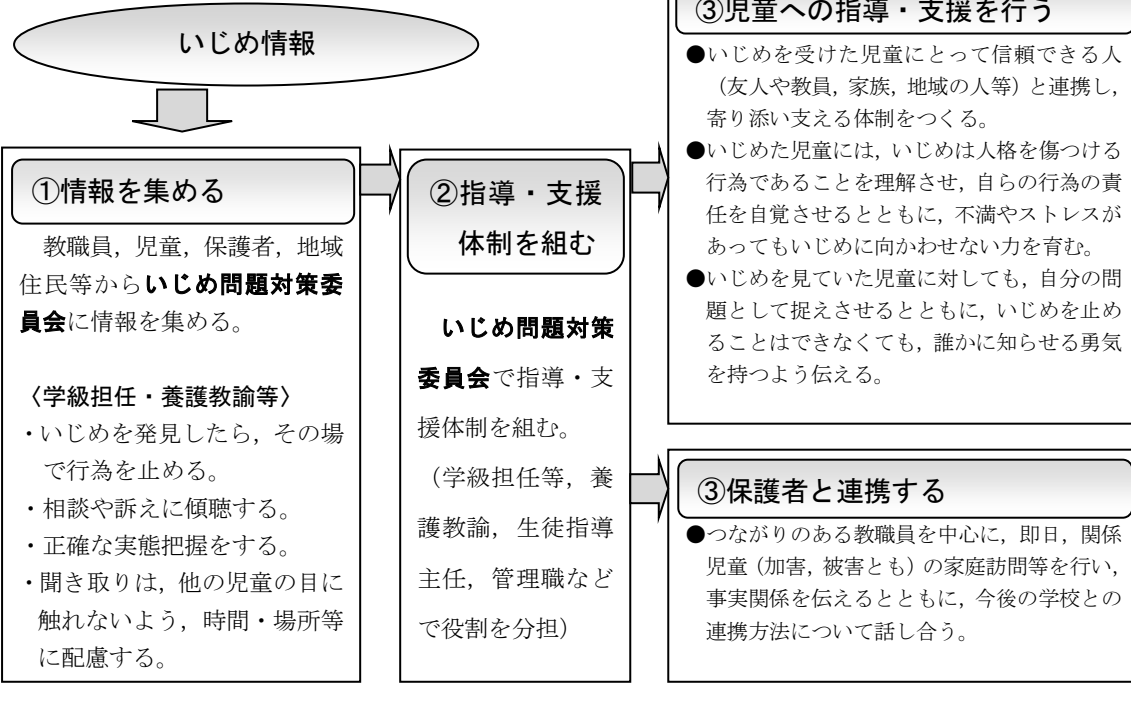 いじめ情報
①情報を集める
教職員，児童，保護者，地域
住民等からいじめ問題対策委
員会に情報を集める。
〈学級担任・養護教諭等〉
・いじめを発見したら，その場
で行為を止める。
・相談や訴えに傾聴する。
・正確な実態把握をする。
・聞き取りは，他の児童の目に
触れないよう，時間・場所等
に配慮する。
②指導・支援
体制を組む
いじめ問題対策
委員会で指導・支
援体制を組む。
（学級担任等，養
護教諭，生徒指導
主任，管理職など
で役割を分担）
③児童への指導・支援を行う
●いじめを受けた児童にとって信頼できる人
（友人や教員，家族，地域の人等）と連携し，
寄り添い支える体制をつくる。
●いじめた児童には，いじめは人格を傷つける
行為であることを理解させ，自らの行為の責
任を自覚させるとともに，不満やストレスが
あってもいじめに向かわせない力を育む。
●いじめを見ていた児童に対しても，自分の問
題として捉えさせるとともに，いじめを止め
ることはできなくても，誰かに知らせる勇気
を持つよう伝える。
③保護者と連携する
●つながりのある教職員を中心に，即日，関係
児童（加害，被害とも）の家庭訪問等を行い，
事実関係を伝えるとともに，今後の学校との
連携方法について話し合う。